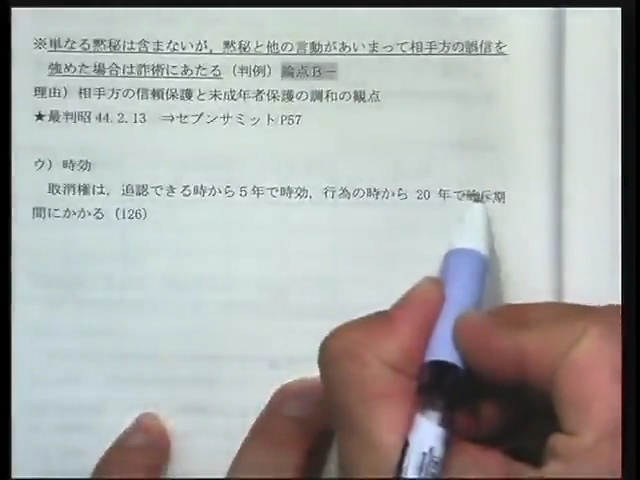 ※単なる黙秘は含まないが，黙秘と他の言動があいまって相手方の誤信を
強めた場合は詐術にあたる（判例）論点B－
理由）相手方の信頼保護と未成年者保護の調和の観点
★最判昭 44.2.13　⇒セブンサミット P57
ウ）時効
取消権は，追認できる時から５年で時効，行為の時から 20 年で期
間にかかる（126）